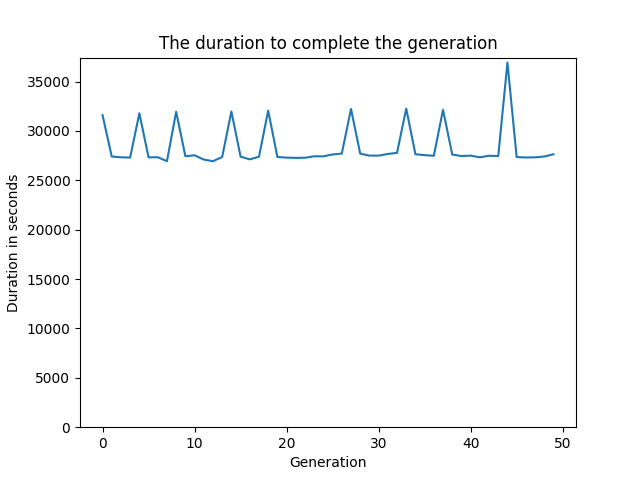 The duration to complete the generation
35000
30000
25000
20000
15000
10000
5000
0
Duration in seconds
0 10 20 30 40 50
Generation